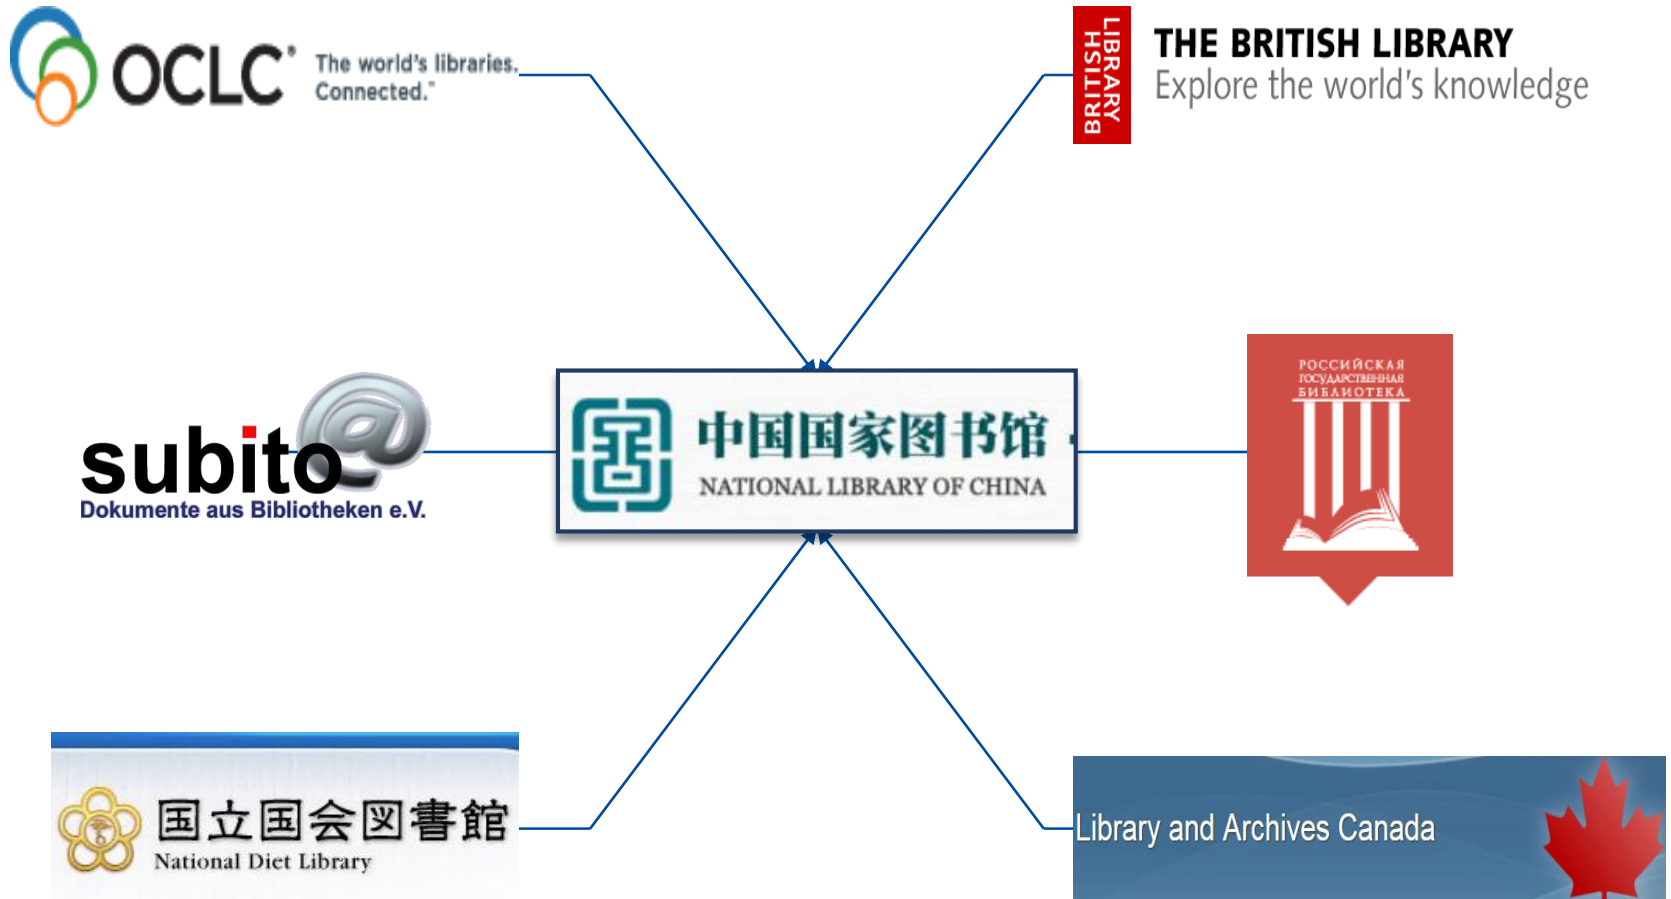 OCLC®
The world's libraries.
Connected.™
LIBRARY
BRITISH
THE BRITISH LIBRARY
Explore the world's knowledge
subito
Dokumente aus Bibliotheken e.V.
中国国家图书馆
NATIONAL LIBRARY OF CHINA
РОССИЙСКАЯ
ГОСУДАРСТВЕННАЯ
БИБЛИОТЕКА
国立国会図書館
National Diet Library
Library and Archives Canada